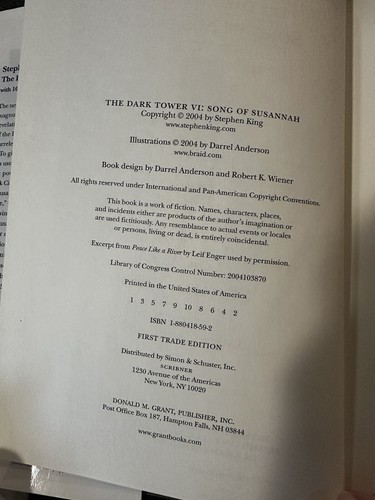 THE DARK TOWER VI: SONG OF SUSANNAH
Copyright © 2004 by Stephen King
www.stephenking.com
Illustrations © 2004 by Darrel Anderson
www.braid.com
Book design by Darrel Anderson and Robert K. Wiener
All rights reserved under International and Pan-American Copyright Conventions.
This book is a work of fiction. Names, characters, places,
and incidents either are products of the author's imagination or
are used fictitiously. Any resemblance to actual events or locales
or persons, living or dead, is entirely coincidental.
Excerpt from Peace Like a River by Leif Enger used by permission.
Library of Congress Control Number: 2004103870
Printed in the United States of America
1 3 5 7 9 10 8 6 4 2
ISBN 1-880418-59-2
FIRST TRADE EDITION
Distributed by Simon & Schuster, Inc.
SCRIBNER
1230 Avenue of the Americas
New York, NY 10020
DONALD M. GRANT, PUBLISHER, INC.
Post Office Box 187, Hampton Falls, NH 03844
www.grantbooks.com